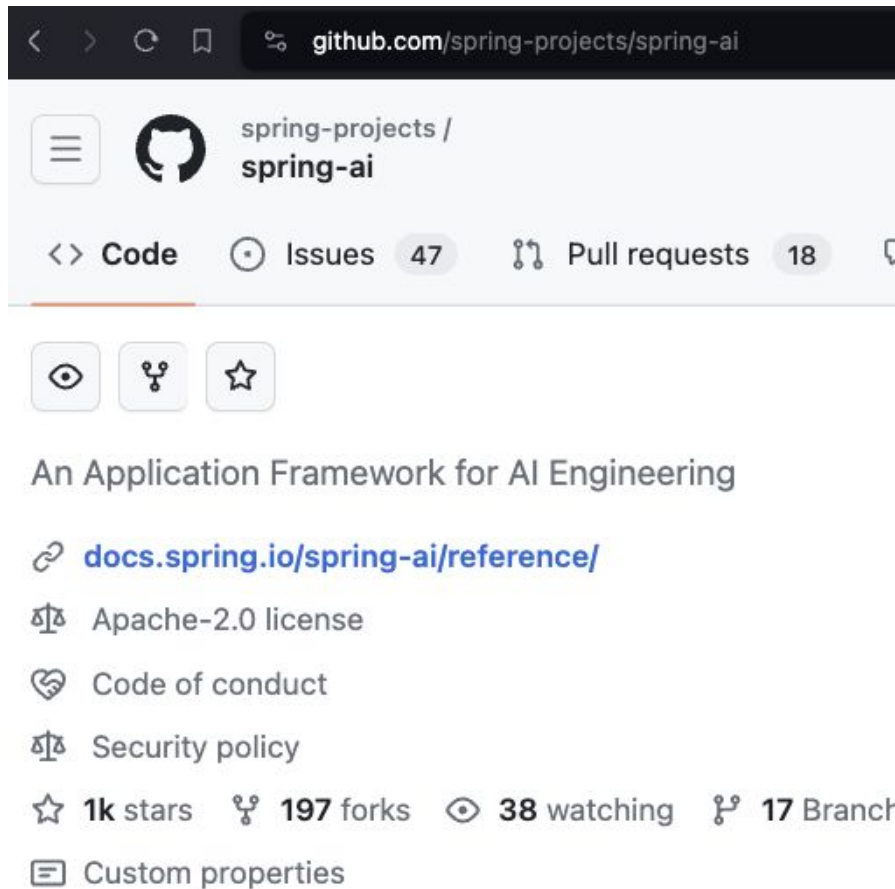 github.com/spring-projects/spring-ai
spring-projects /
spring-ai
Code Issues 47 Pull requests 18
An Application Framework for AI Engineering
docs.spring.io/spring-ai/reference/
Apache-2.0 license
Code of conduct
Security policy
1k stars 197 forks 38 watching 17 Branch
Custom properties